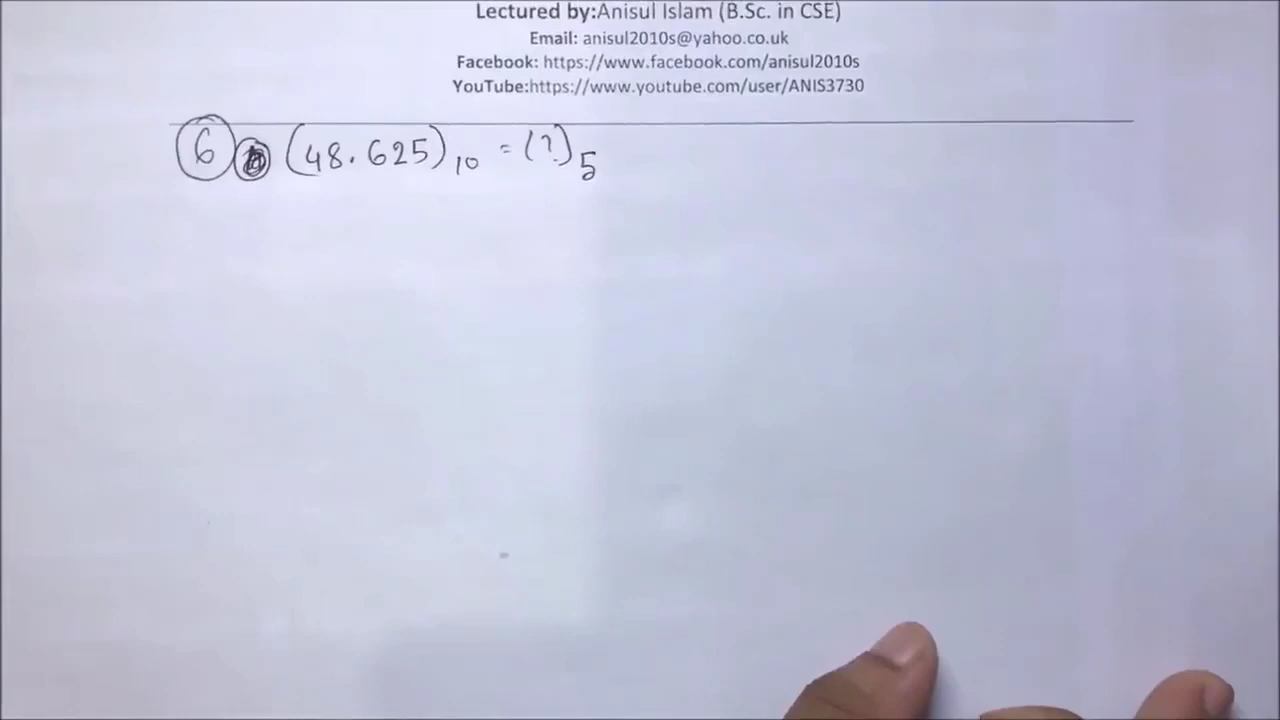 Lectured by:Anisul Islam (B.Sc. in CSE)
Email: anisul2010s@yahoo.co.uk
Facebook: https://www.facebook.com/anisul2010s
YouTube:https://www.youtube.com/user/ANIS3730
6 (48.625)₁₀ = (?)₅